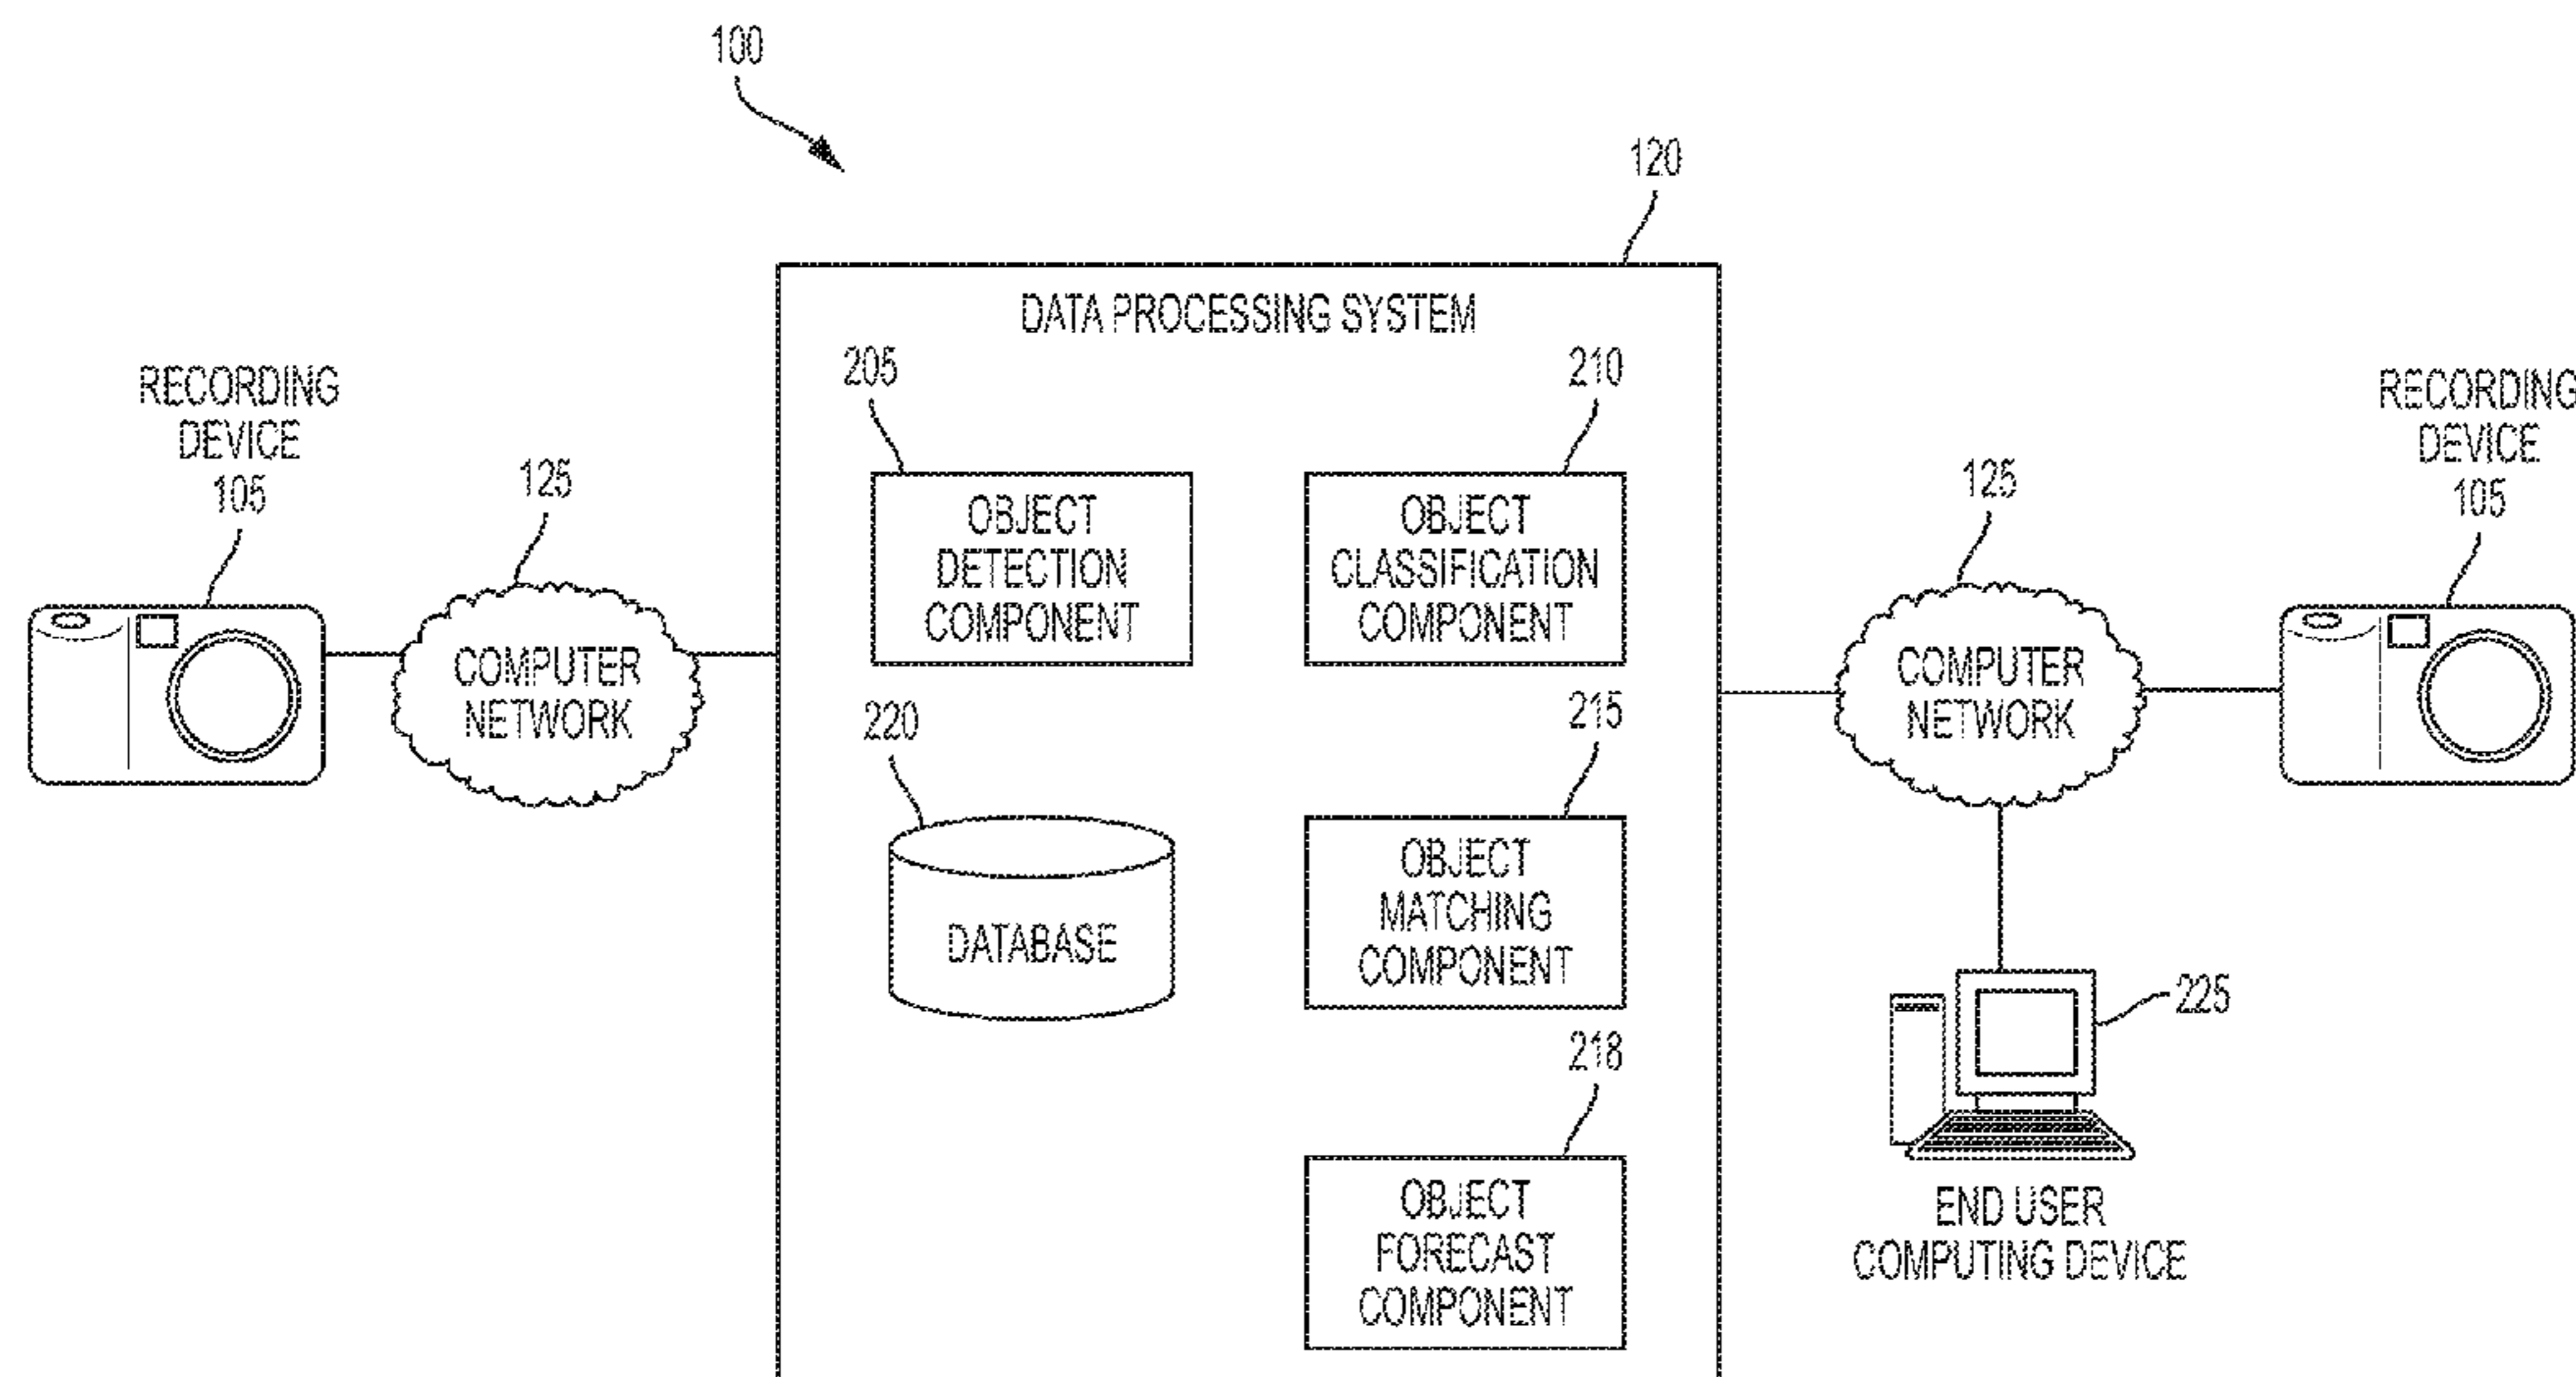 100
120
DATA PROCESSING SYSTEM
205
210
RECORDING
DEVICE
105
125
OBJECT
DETECTION
COMPONENT
OBJECT
CLASSIFICATION
COMPONENT
125
RECORDING
DEVICE
105
COMPUTER
NETWORK
COMPUTER
NETWORK
220
215
DATABASE
OBJECT
MATCHING
COMPONENT
225
218
OBJECT
FORECAST
COMPONENT
END USER
COMPUTING DEVICE